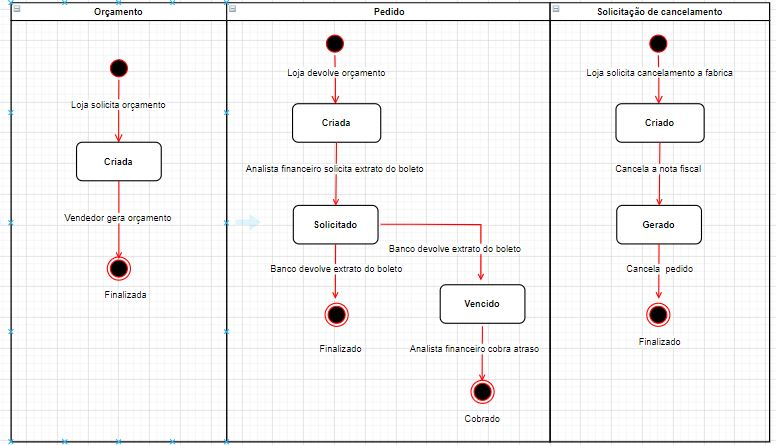 Orçamento
Loja solicita orçamento
Criada
Vendedor gera orçamento
Finalizada
Pedido
Loja devolve orçamento
Criada
Analista financeiro solicita extrato do boleto
Solicitado
Banco devolve extrato do boleto
Banco devolve extrato do boleto
Finalizado
Vencido
Analista financeiro cobra atraso
Cobrado
Solicitação de cancelamento
Loja solicita cancelamento a fabrica
Criado
Cancela a nota fiscal
Gerado
Cancela pedido
Finalizado